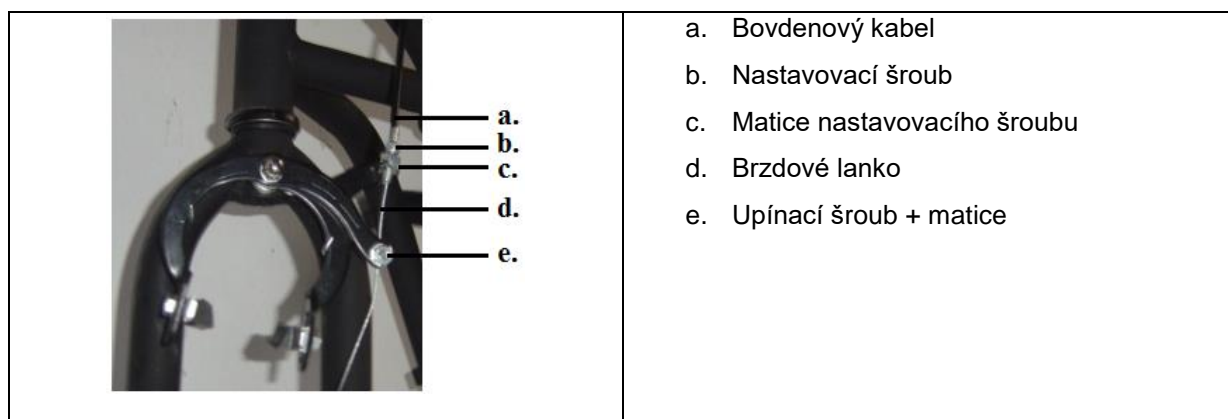 a.
b.
c.
d.
e.
a. Bovdenový kabel
b. Nastavovací šroub
c. Matice nastavovacího šroubu
d. Brzdové lanko
e. Upínací šroub + matice